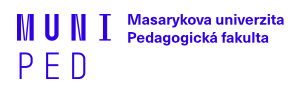 MUNI
PED
Masarykova univerzita
Pedagogická fakulta